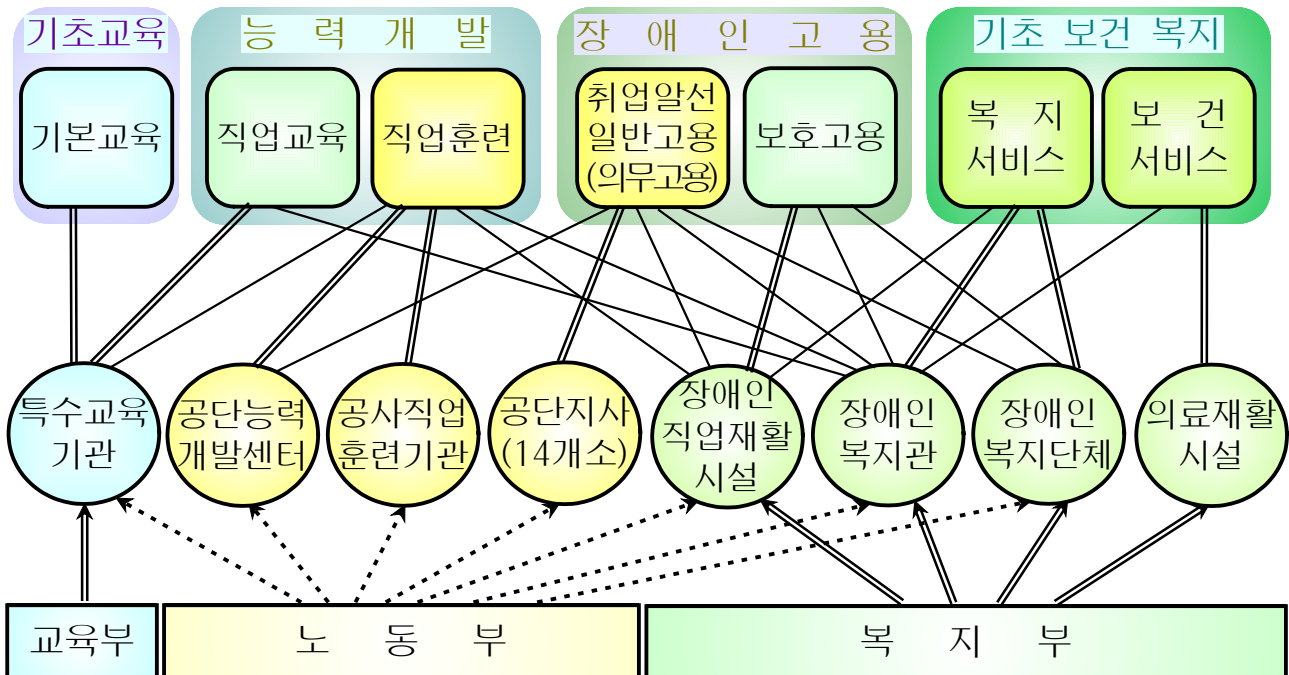 기초교육
능 력 개 발
장 애 인 고 용
기초 보건 복지
기본교육
직업교육
직업훈련
취업알선
일반고용
(의무고용)
보호고용
복 지
서비스
보 건
서비스
특수교육
기관
공단능력
개발센터
공사직업
훈련기관
공단지사
(14개소)
장애인
직업재활
시설
장애인
복지관
장애인
복지단체
의료재활
시설
교육부
노 동 부
복 지 부